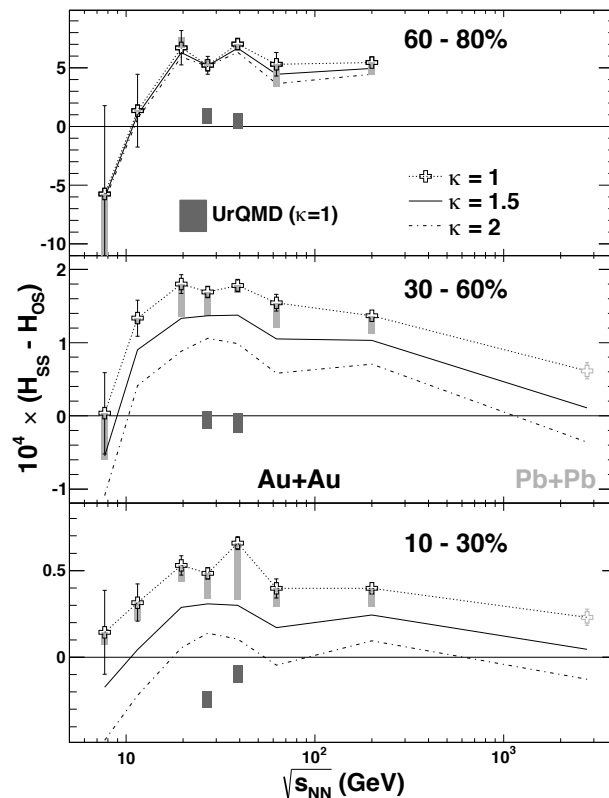 60 - 80%
5
0
-5
-10
κ = 1
κ = 1.5
κ = 2
UrQMD (κ=1)
30 - 60%
2
1
0
-1
Au+Au
Pb+Pb
10 - 30%
0.5
0
10⁴ × (H_SS - H_OS)
10
10²
10³
√s_NN (GeV)